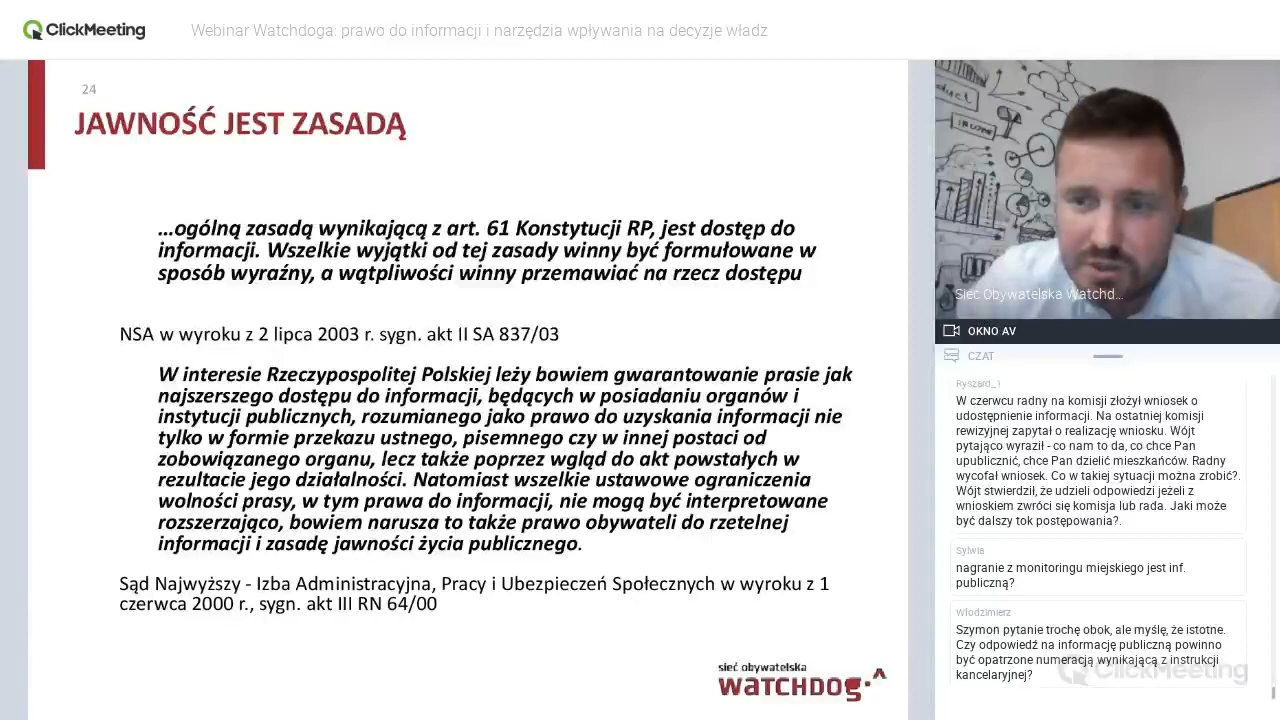 ClickMeeting
Webinar Watchdoga: prawo do informacji i narzędzia wpływania na decyzje władz
24
JAWNOŚĆ JEST ZASADĄ
...ogólną zasadą wynikającą z art. 61 Konstytucji RP, jest dostęp do
informacji. Wszelkie wyjątki od tej zasady winny być formułowane w
sposób wyraźny, a wątpliwości winny przemawiać na rzecz dostępu
NSA w wyroku z 2 lipca 2003 r. sygn. akt II SA 837/03
W interesie Rzeczypospolitej Polskiej leży bowiem gwarantowanie prasie jak
najszerszego dostępu do informacji, będących w posiadaniu organów i
instytucji publicznych, rozumianego jako prawo do uzyskania informacji nie
tylko w formie przekazu ustnego, pisemnego czy w innej postaci od
zobowiązanego organu, lecz także poprzez wgląd do akt powstałych w
rezultacie jego działalności. Natomiast wszelkie ustawowe ograniczenia
wolności prasy, w tym prawa do informacji, nie mogą być interpretowane
rozszerzająco, bowiem narusza to także prawo obywateli do rzetelnej
informacji i zasadę jawności życia publicznego.
Sąd Najwyższy - Izba Administracyjna, Pracy i Ubezpieczeń Społecznych w wyroku z 1
czerwca 2000 r., sygn. akt III RN 64/00
sieć obywatelska
WATCHDOG
INCOME
Sieć Obywatelska Watchd...
OKNO AV
CZAT
Ryszard_1
W czerwcu radny na komisji złożył wniosek o
udostępnienie informacji. Na ostatniej komisji
rewizyjnej zapytał o realizację wniosku. Wójt
pytająco wyraził - co nam to da, co chce Pan
upublicznić, chce Pan dzielić mieszkańców. Radny
wycofał wniosek. Co w takiej sytuacji można zrobić?.
Wójt stwierdził, że udzieli odpowiedzi jeżeli z
wnioskiem zwróci się komisja lub rada. Jaki może
być dalszy tok postępowania?.
Sylwia
nagranie z monitoringu miejskiego jest inf.
publiczną?
Włodzimierz
Szymon pytanie trochę obok, ale myślę, że istotne.
Czy odpowiedź na informację publiczną powinno
być opatrzone numeracją wynikającą z instrukcji
kancelaryjnej?
ClickMeeting